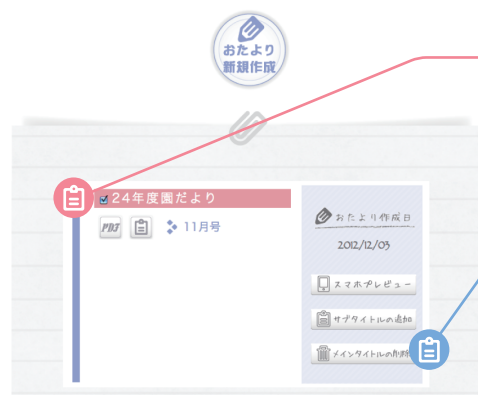 おたより
新規作成
24年度園だより
PDF
11月号
おたより作成日
2012/12/03
スマホプレビュー
サブタイトルの追加
メインタイトルの削除